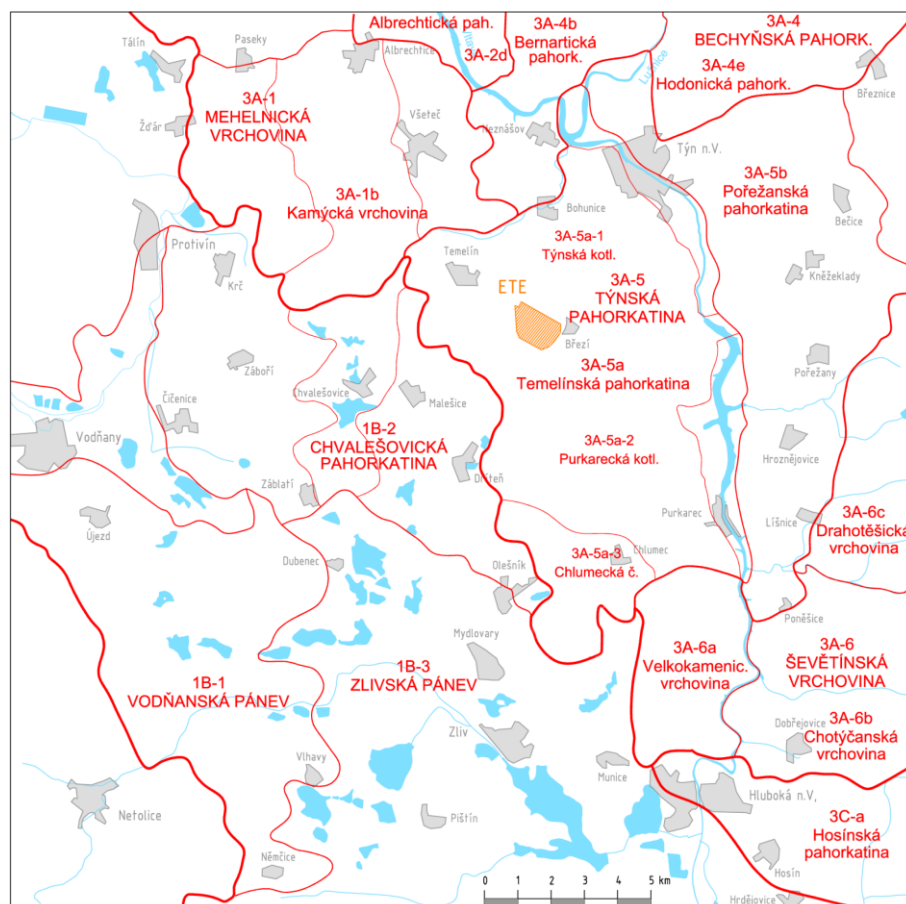 Albrechtická pah.
3A-4b
Bernartická
pahork.
3A-4
BECHYŇSKÁ PAHORK.
Tálín
Paseky
Albrechtice
3A-2d
Lužnice
3A-4e
Hodonická pahork.
Březnice
3A-1
MEHELNICKÁ
VRCHOVINA
Žďár
Všeteč
Neznášov
Týn n.V.
3A-5b
Pořežanská
pahorkatina
3A-1b
Kamýcká vrchovina
Bohunice
Bečice
Protivín
Krč
Temelín
3A-5a-1
Týnská kotl.
Kněžeklady
ETE
3A-5
TÝNSKÁ
PAHORKATINA
Březí
Záboří
Chvalešovice
Malešice
3A-5a
Temelínská pahorkatina
Pořežany
Čičenice
Vodňany
1B-2
CHVALEŠOVICKÁ
PAHORKATINA
Dříteň
3A-5a-2
Purkarecká kotl.
Hroznějovice
Záblatí
Purkarec
Líšnice
3A-6c
Drahotěšická
vrchovina
Újezd
Dubenec
Olešník
3A-5a-3
Chlumecká č.
Chlumec
Poněšice
Mydlovary
3A-6a
Velkokamenic.
vrchovina
3A-6
ŠEVĚTÍNSKÁ
VRCHOVINA
1B-1
VODŇANSKÁ PÁNEV
1B-3
ZLIVSKÁ PÁNEV
Zliv
Dobřejovice
3A-6b
Chotýčanská
vrchovina
Vlhavy
Munice
Netolice
Pištín
Hluboká n.V,
3C-a
Hosínská
pahorkatina
Němčice
Hosín
0 1 2 3 4 5 km
Hrdějovice